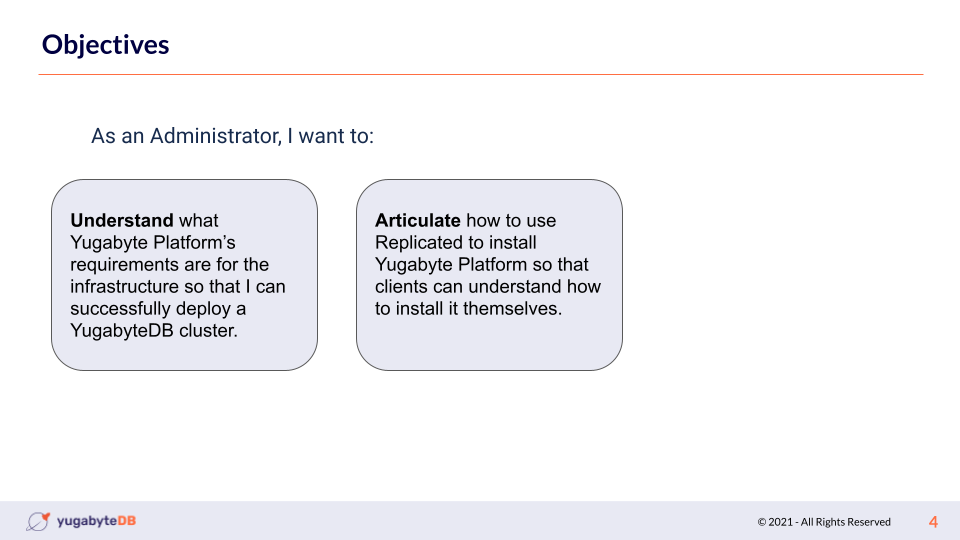 Objectives
As an Administrator, I want to:
Understand what
Yugabyte Platform’s
requirements are for the
infrastructure so that I can
successfully deploy a
YugabyteDB cluster.
Articulate how to use
Replicated to install
Yugabyte Platform so that
clients can understand how
to install it themselves.
yugabyteDB
© 2021 - All Rights Reserved
4